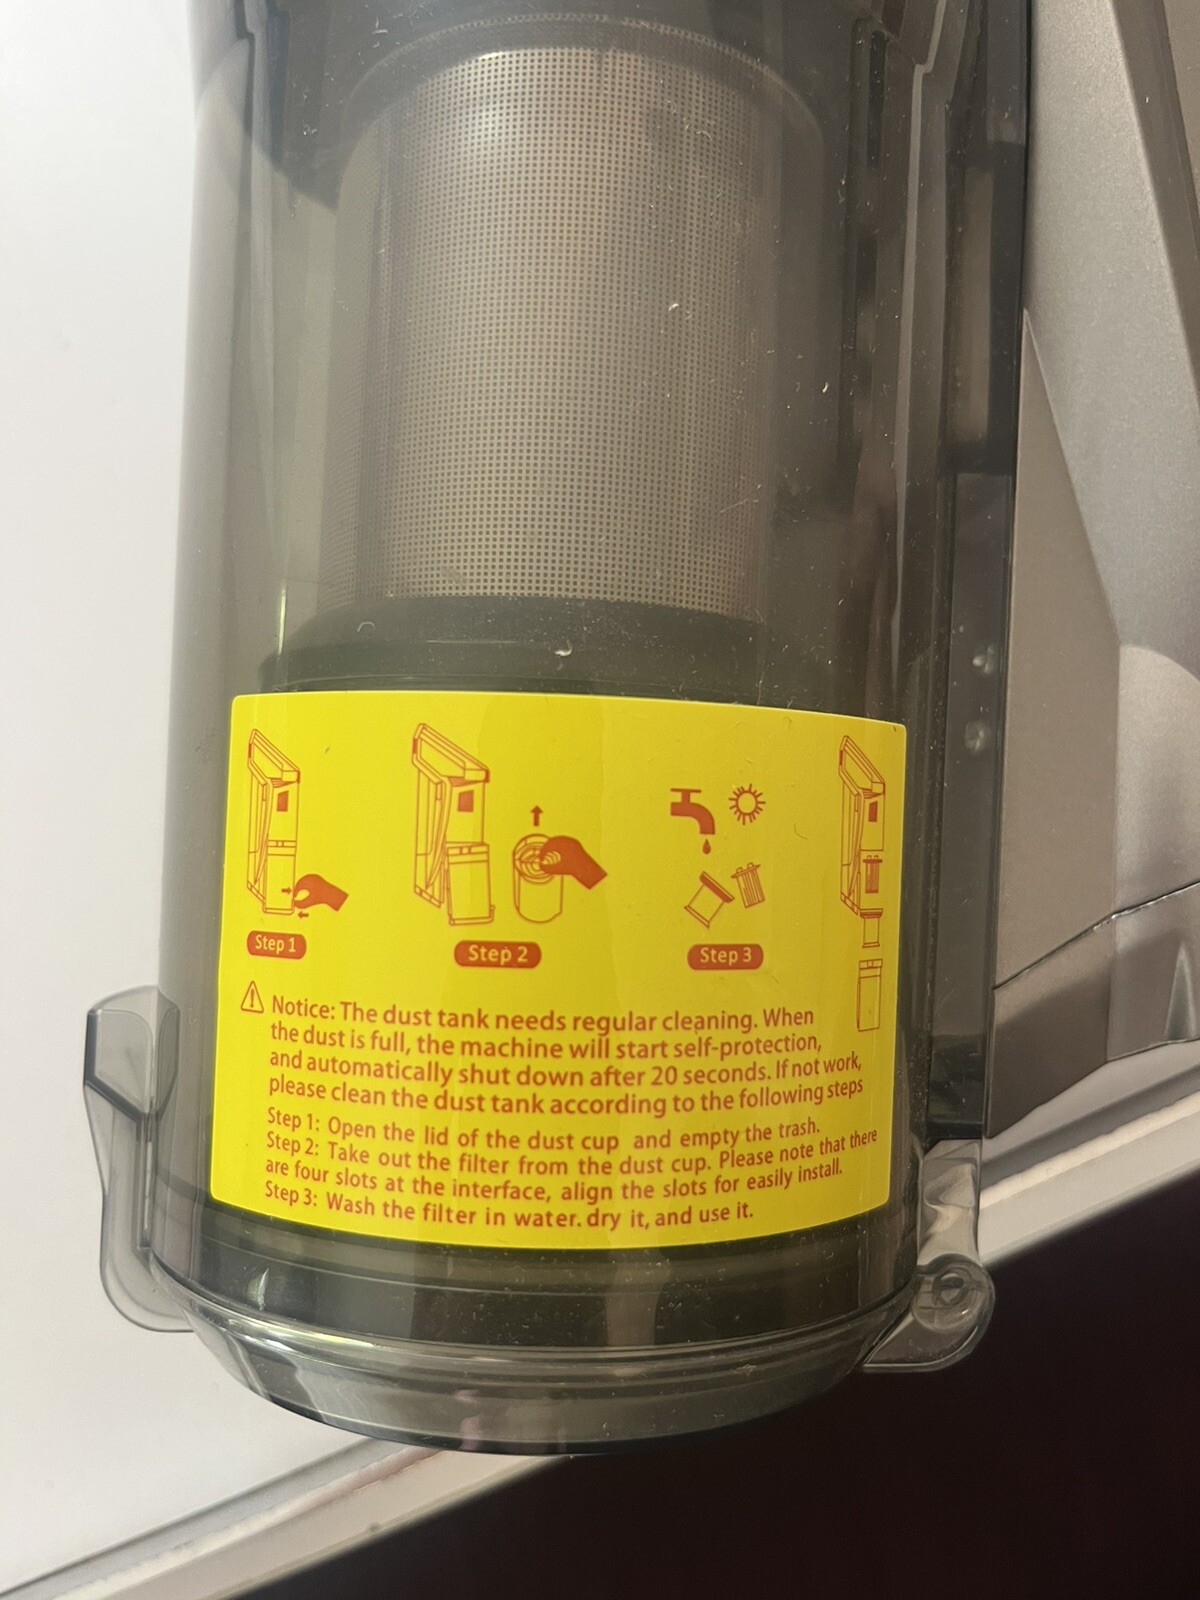 Step 1
Step 2
Step 3
Notice: The dust tank needs regular cleaning. When
the dust is full, the machine will start self-protection,
and automatically shut down after 20 seconds. If not work,
please clean the dust tank according to the following steps
Step 1: Open the lid of the dust cup and empty the trash.
Step 2: Take out the filter from the dust cup. Please note that there
are four slots at the interface, align the slots for easily install.
Step 3: Wash the filter in water. dry it, and use it.